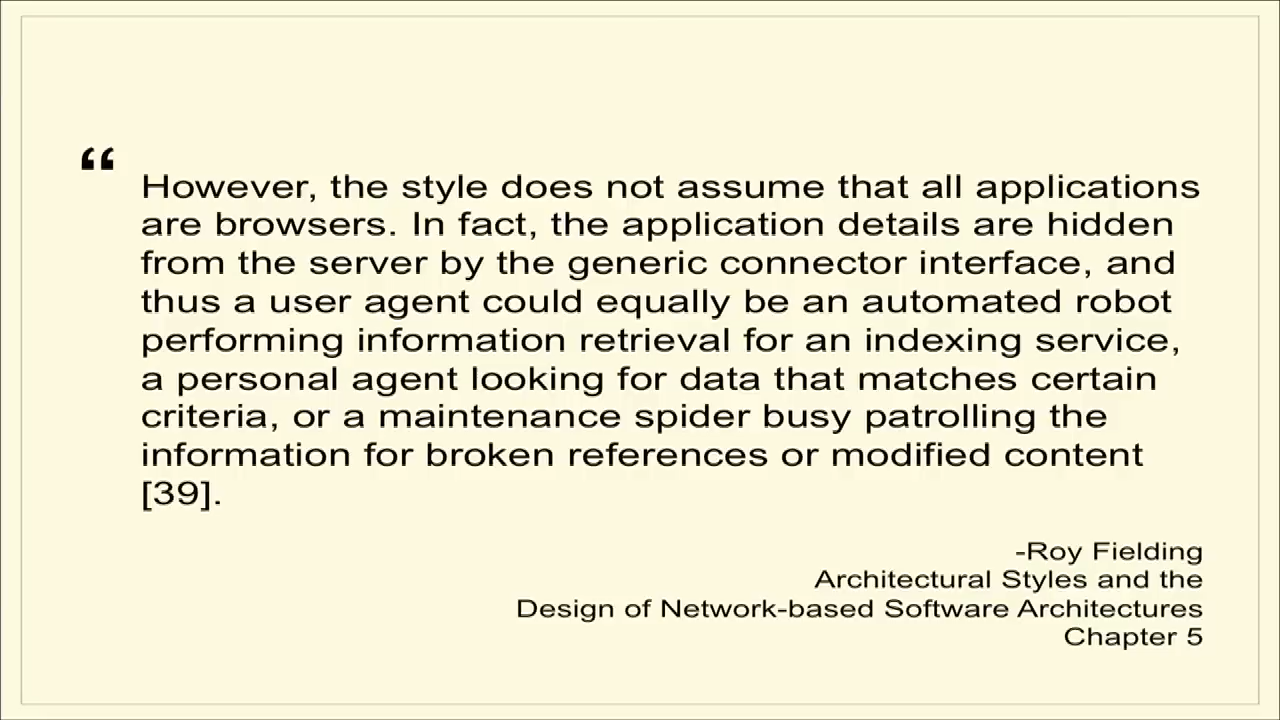 “
However, the style does not assume that all applications
are browsers. In fact, the application details are hidden
from the server by the generic connector interface, and
thus a user agent could equally be an automated robot
performing information retrieval for an indexing service,
a personal agent looking for data that matches certain
criteria, or a maintenance spider busy patrolling the
information for broken references or modified content
[39].
-Roy Fielding
Architectural Styles and the
Design of Network-based Software Architectures
Chapter 5